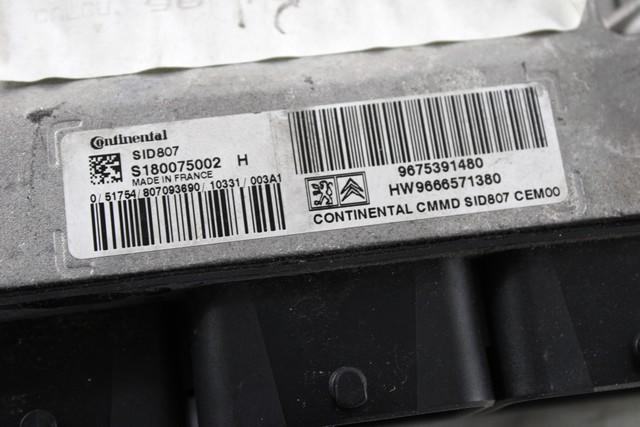 Continental
SID807
S180075002 H
MADE IN FRANCE
0/51754/807093690/10331/003A1
9675391480
HW9666571380
CONTINENTAL CMMD SID807 CEM00